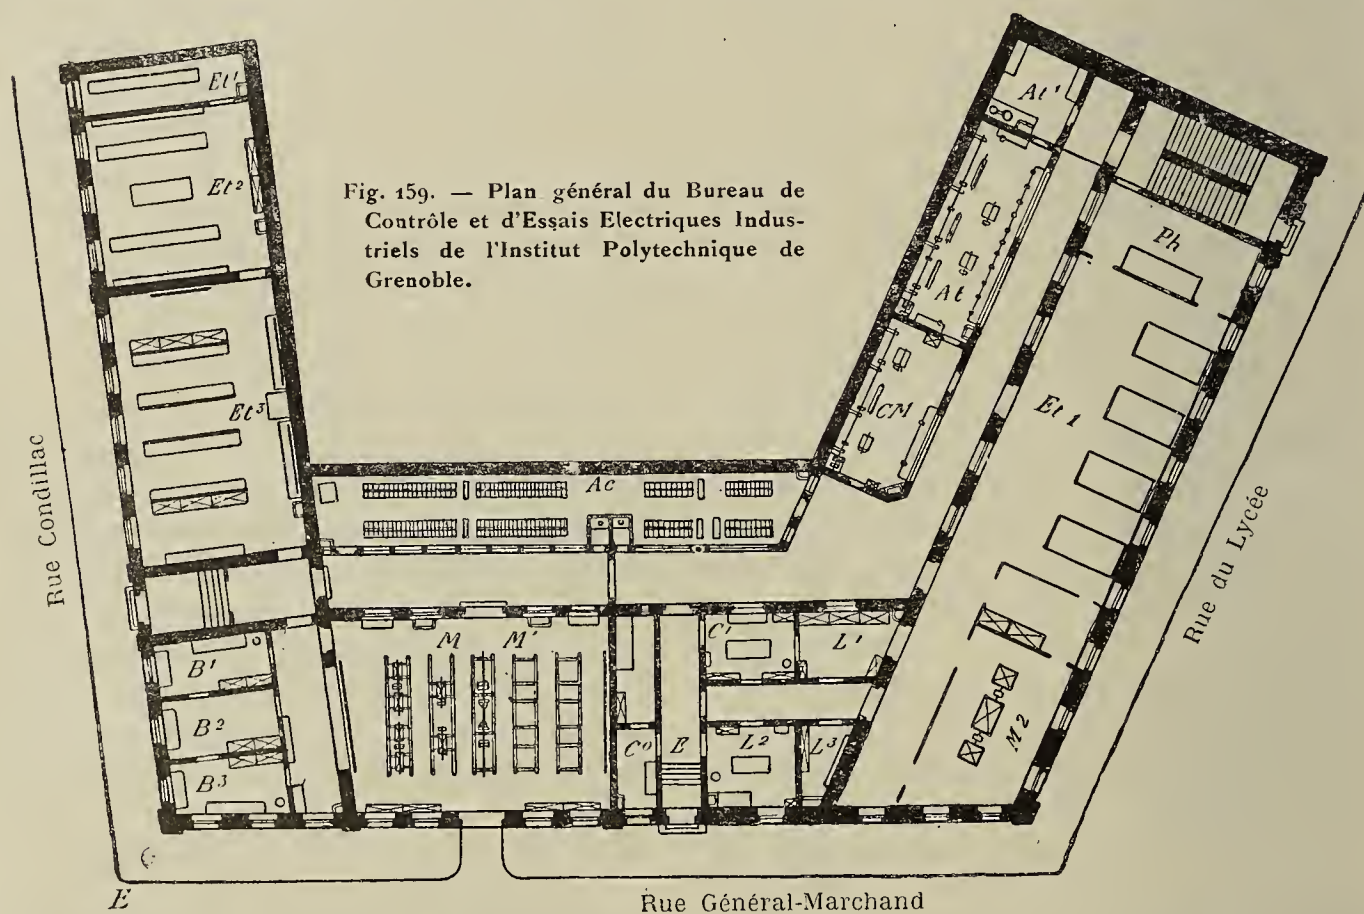 Fig. 159. — Plan général du Bureau de
Contrôle et d'Essais Electriques Indus-
triels de l'Institut Polytechnique de
Grenoble.
Et'
Et²
Et³
B'
B²
B³
Ac
M M'
C°
E
C'
L'
L²
L³
At'
At
CM
Ph
Et 1
M 2
Rue Condillac
Rue du Lycée
E
Rue Général-Marchand